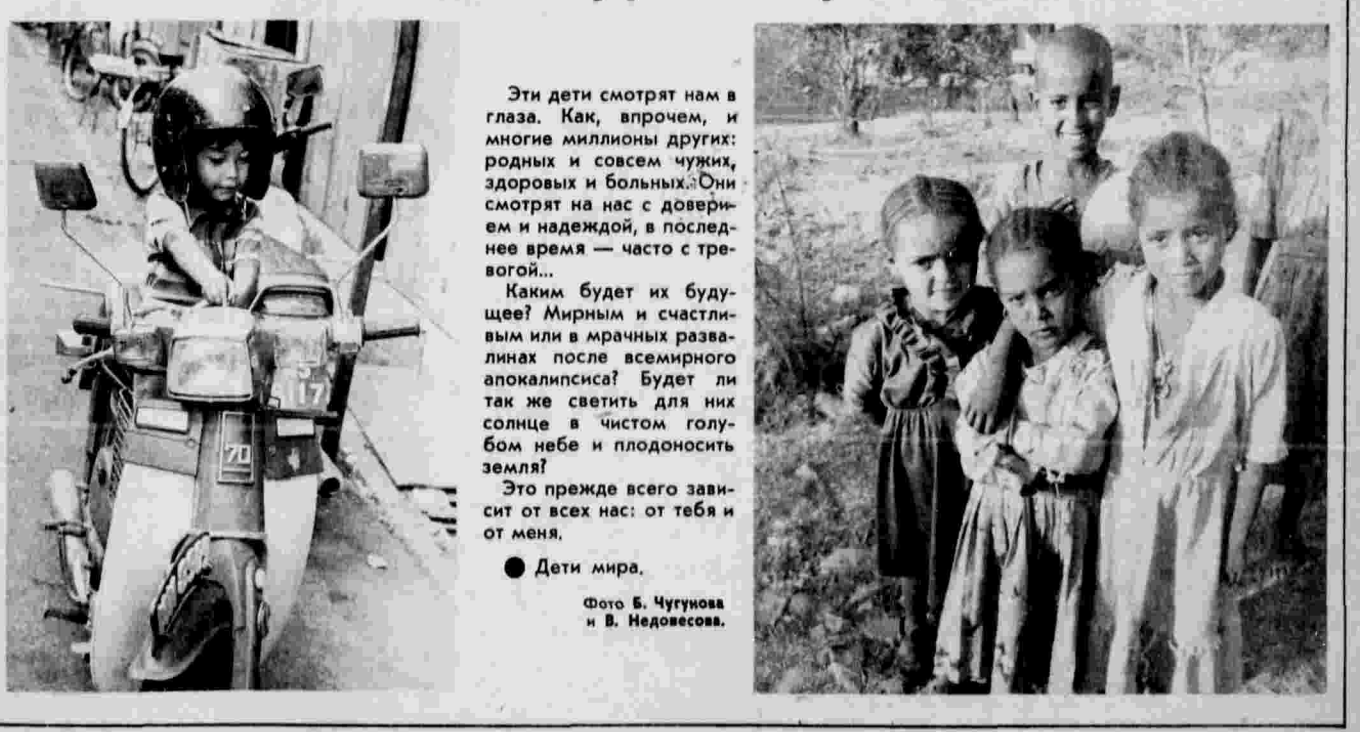 Эти дети смотрят нам в
глаза. Как, впрочем, и
многие миллионы других:
родных и совсем чужих,
здоровых и больных. Они
смотрят на нас с довери-
ем и надеждой, в послед-
нее время — часто с тре-
вогой...
Каким будет их буду-
щее? Мирным и счастли-
вым или в мрачных разва-
линах после всемирного
апокалипсиса? Будет ли
так же светить для них
солнце в чистом голу-
бом небе и плодоносить
земля?
Это прежде всего зави-
сит от всех нас: от тебя и
от меня.
● Дети мира.
Фото Б. Чугунова
и В. Недовесова.
70